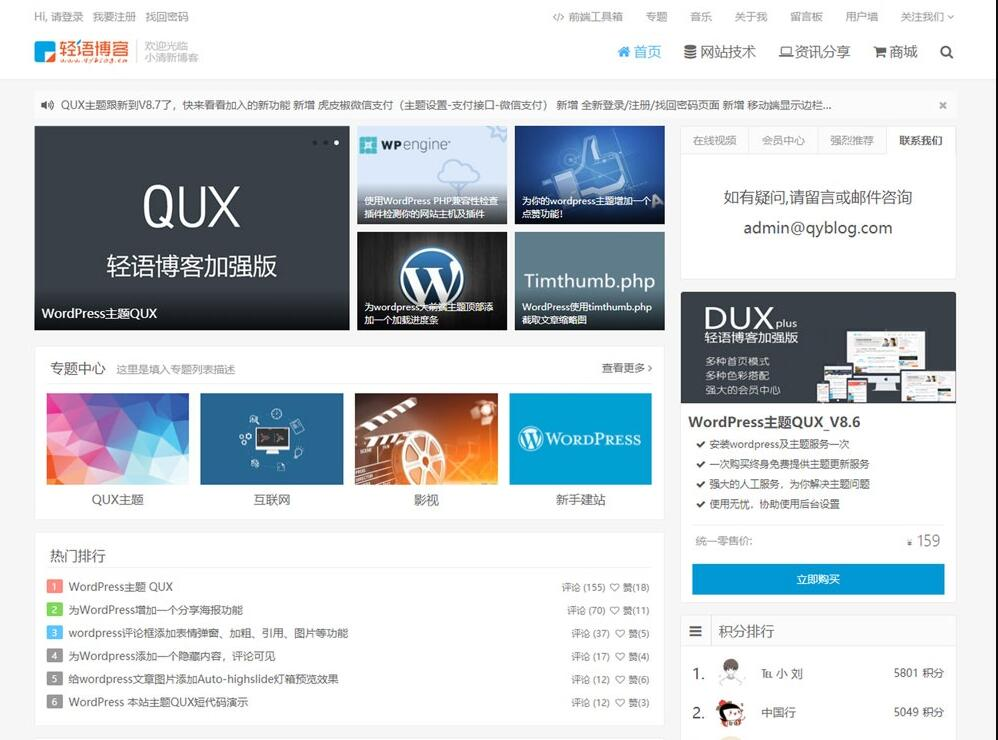 Hi, 请登录 我要注册 找回密码
</> 前端工具箱 专题 音乐 关于我 留言板 用户墙 关注我们
轻语博客
www.qyblog.cn
欢迎光临
小清新博客
首页 网站技术 资讯分享 商城
QUX主题跟新到V8.7了，快来看看加入的新功能 新增 虎皮椒微信支付（主题设置-支付接口-微信支付） 新增 全新登录/注册/找回密码页面 新增 移动端显示边栏...
QUX
轻语博客加强版
WordPress主题QUX
WPengine
使用WordPress PHP兼容性检查
插件检测你的网站主机及插件
为你的wordpress主题增加一个
点赞功能！
为wordpress大前端主题顶部添
加一个加载进度条
Timthumb.php
WordPress使用timthumb.php
截取文章缩略图
在线视频 会员中心 强烈推荐 联系我们
如有疑问,请留言或邮件咨询
admin@qyblog.com
DUX plus
轻语博客加强版
多种首页模式
多种色彩搭配
强大的会员中心
WordPress主题QUX_V8.6
安装wordpress及主题服务一次
一次购买终身免费提供主题更新服务
强大的人工服务，为你解决主题问题
使用无忧，协助使用后台设置
统一零售价: ¥ 159
立即购买
专题中心 这里是填入专题列表描述 查看更多
WORDPRESS
QUX主题 互联网 影视 新手建站
热门排行
1 WordPress主题 QUX 评论 (155) 赞(18)
2 为WordPress增加一个分享海报功能 评论 (70) 赞(11)
3 wordpress评论框添加表情弹窗、加粗、引用、图片等功能 评论 (37) 赞(5)
4 为WordPress添加一个隐藏内容，评论可见 评论 (17) 赞(4)
5 给wordpress文章图片添加Auto-highslide灯箱预览效果 评论 (12) 赞(6)
6 WordPress 本站主题QUX短代码演示 评论 (12) 赞(3)
积分排行
1. ℡ 小 刘 5801 积分
2. 中国行 5049 积分